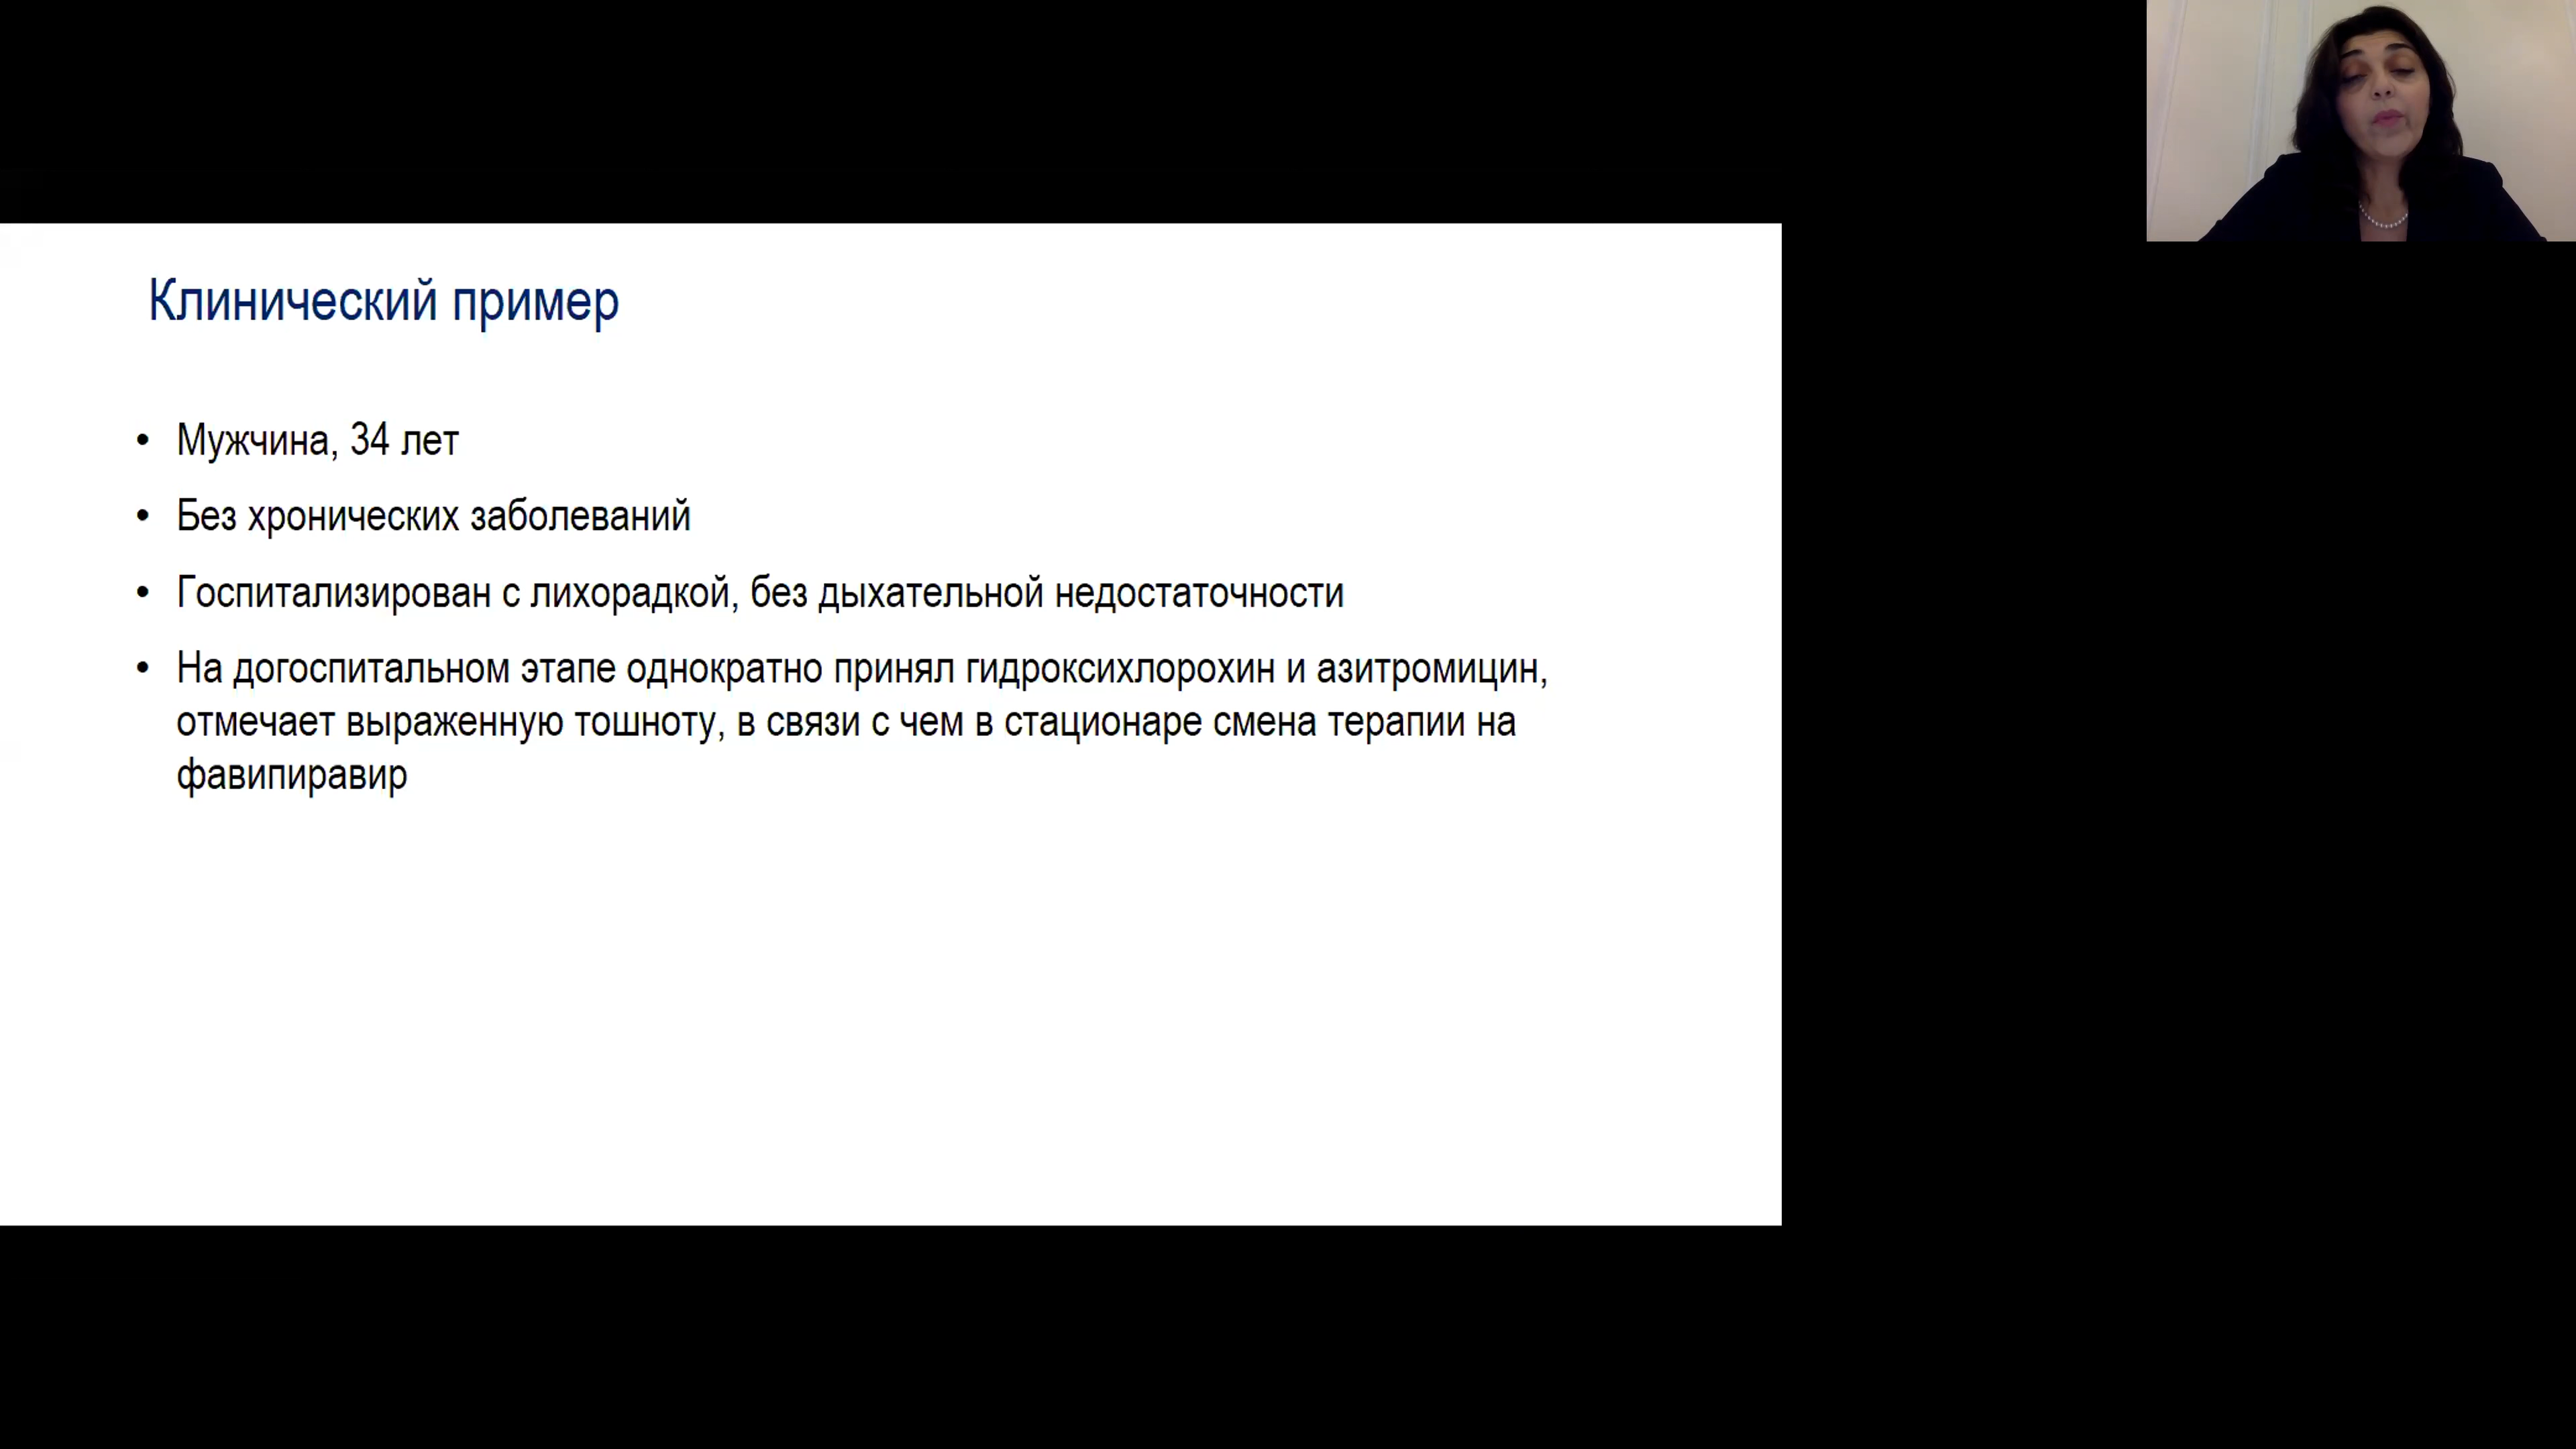 Клинический пример
• Мужчина, 34 лет
• Без хронических заболеваний
• Госпитализирован с лихорадкой, без дыхательной недостаточности
• На догоспитальном этапе однократно принял гидроксихлорохин и азитромицин,
отмечает выраженную тошноту, в связи с чем в стационаре смена терапии на
фавипиравир